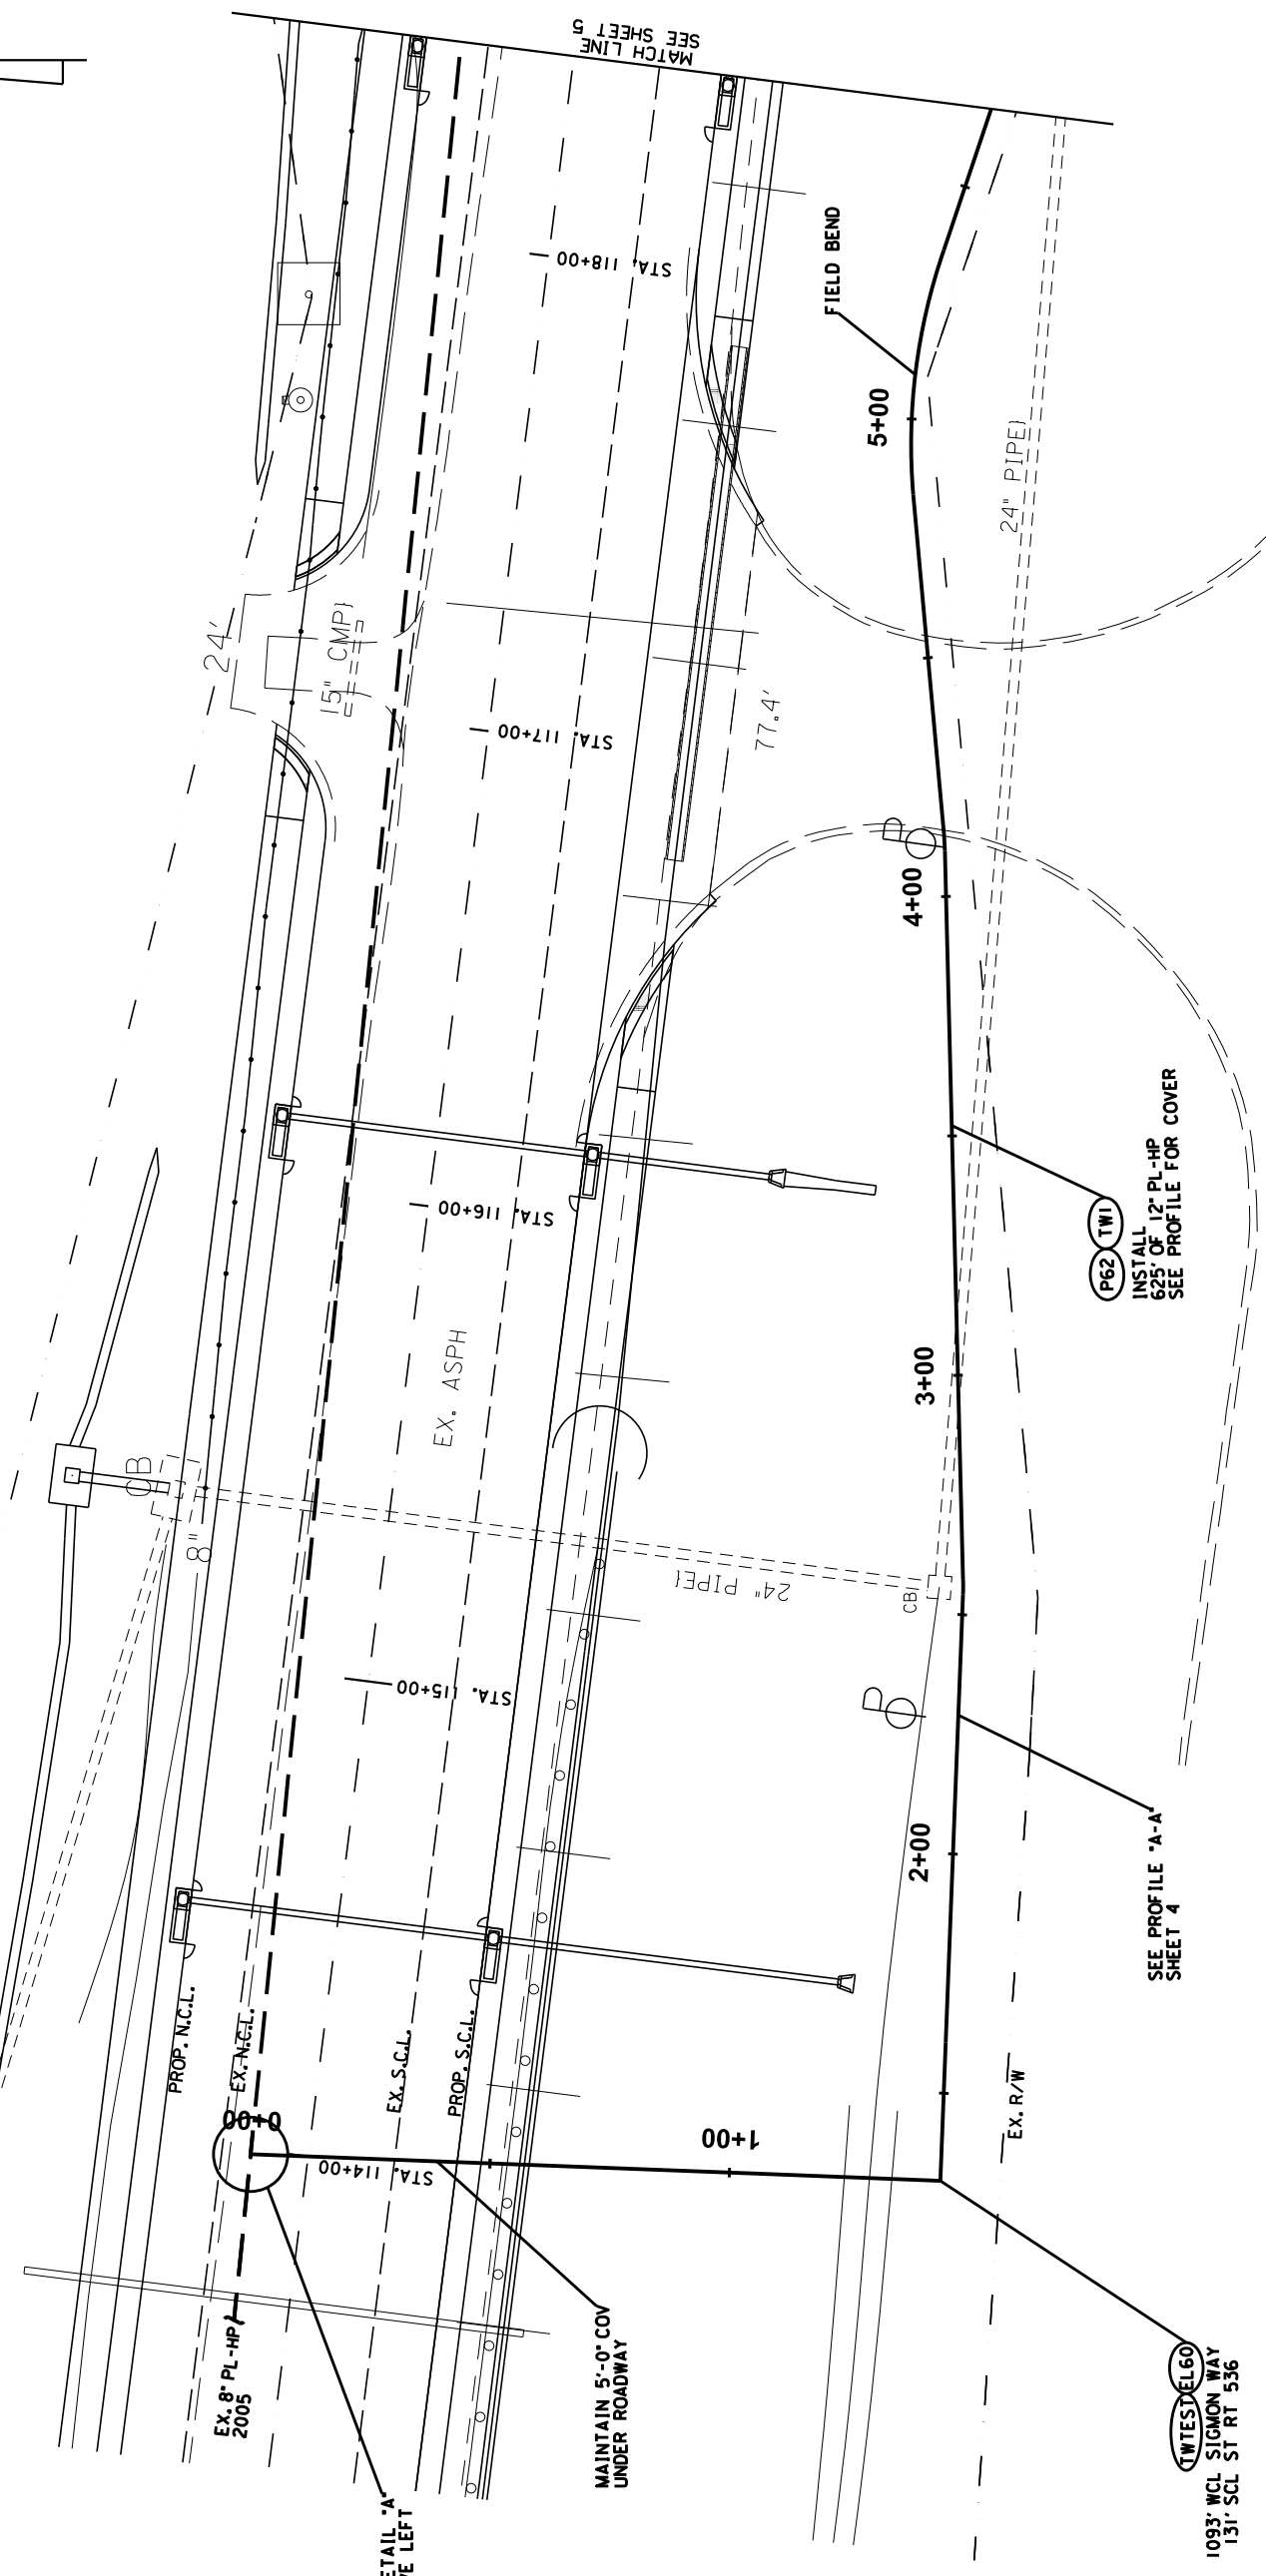 MATCH LINE
SEE SHEET 5
STA. 118+00
FIELD BEND
5+00
24" PIPE}
24'
15" CMP}
STA. 117+00
77.4'
P
4+00
STA. 116+00
P62 TW1
INSTALL
625' OF 12" PL-HP
SEE PROFILE FOR COVER
EX. ASPH
3+00
CB
8"
24" PIPE}
CB
STA. 115+00
P
2+00
SEE PROFILE "A-A"
SHEET 4
PROP. N.C.L.
EX. N.C.L.
EX. S.C.L.
PROP. S.C.L.
EX. R/W
0+00
STA. 114+00
1+00
EX. 8" PL-HP}
2005
MAINTAIN 5'-0" COV
UNDER ROADWAY
ETAIL "A"
VE LEFT
TWTEST EL60
1093' WCL SIGMON WAY
131' SCL ST RT 536